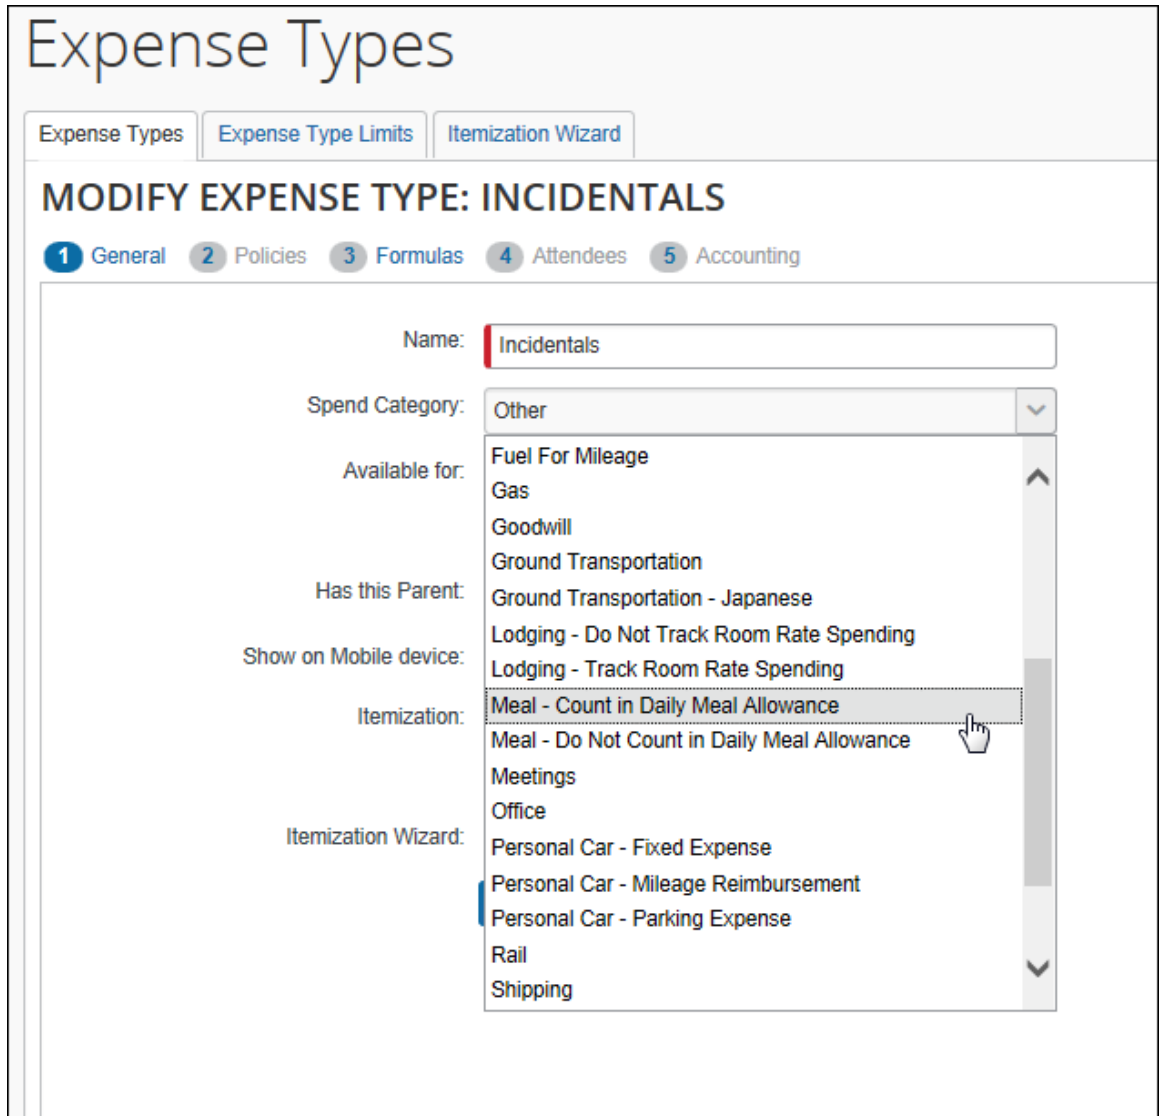 Expense Types
Expense Types Expense Type Limits Itemization Wizard
MODIFY EXPENSE TYPE: INCIDENTALS
1 General 2 Policies 3 Formulas 4 Attendees 5 Accounting
Name: Incidentals
Spend Category: Other
Available for:
Has this Parent:
Show on Mobile device:
Itemization:
Itemization Wizard:
Fuel For Mileage
Gas
Goodwill
Ground Transportation
Ground Transportation - Japanese
Lodging - Do Not Track Room Rate Spending
Lodging - Track Room Rate Spending
Meal - Count in Daily Meal Allowance
Meal - Do Not Count in Daily Meal Allowance
Meetings
Office
Personal Car - Fixed Expense
Personal Car - Mileage Reimbursement
Personal Car - Parking Expense
Rail
Shipping